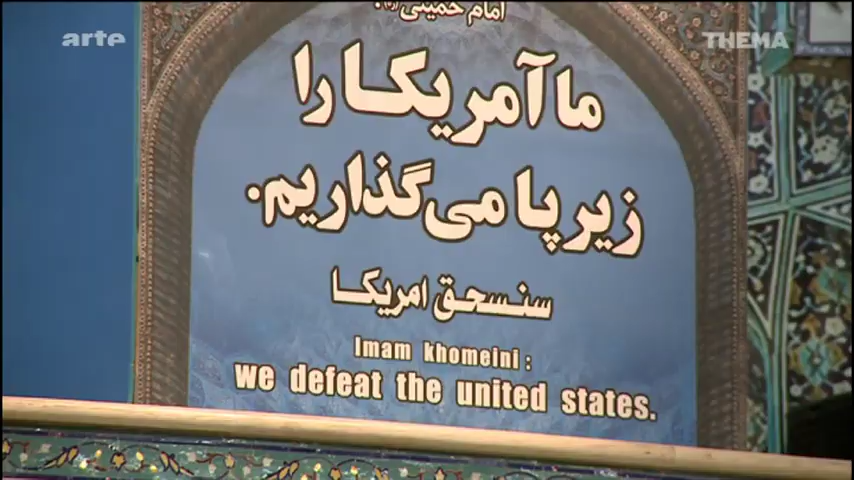 arte
THEMA
امام خمینی (ره):
ما آمریکا را
زیر پا می‌گذاریم.
سنسحق امریکا
Imam khomeini :
we defeat the united states.